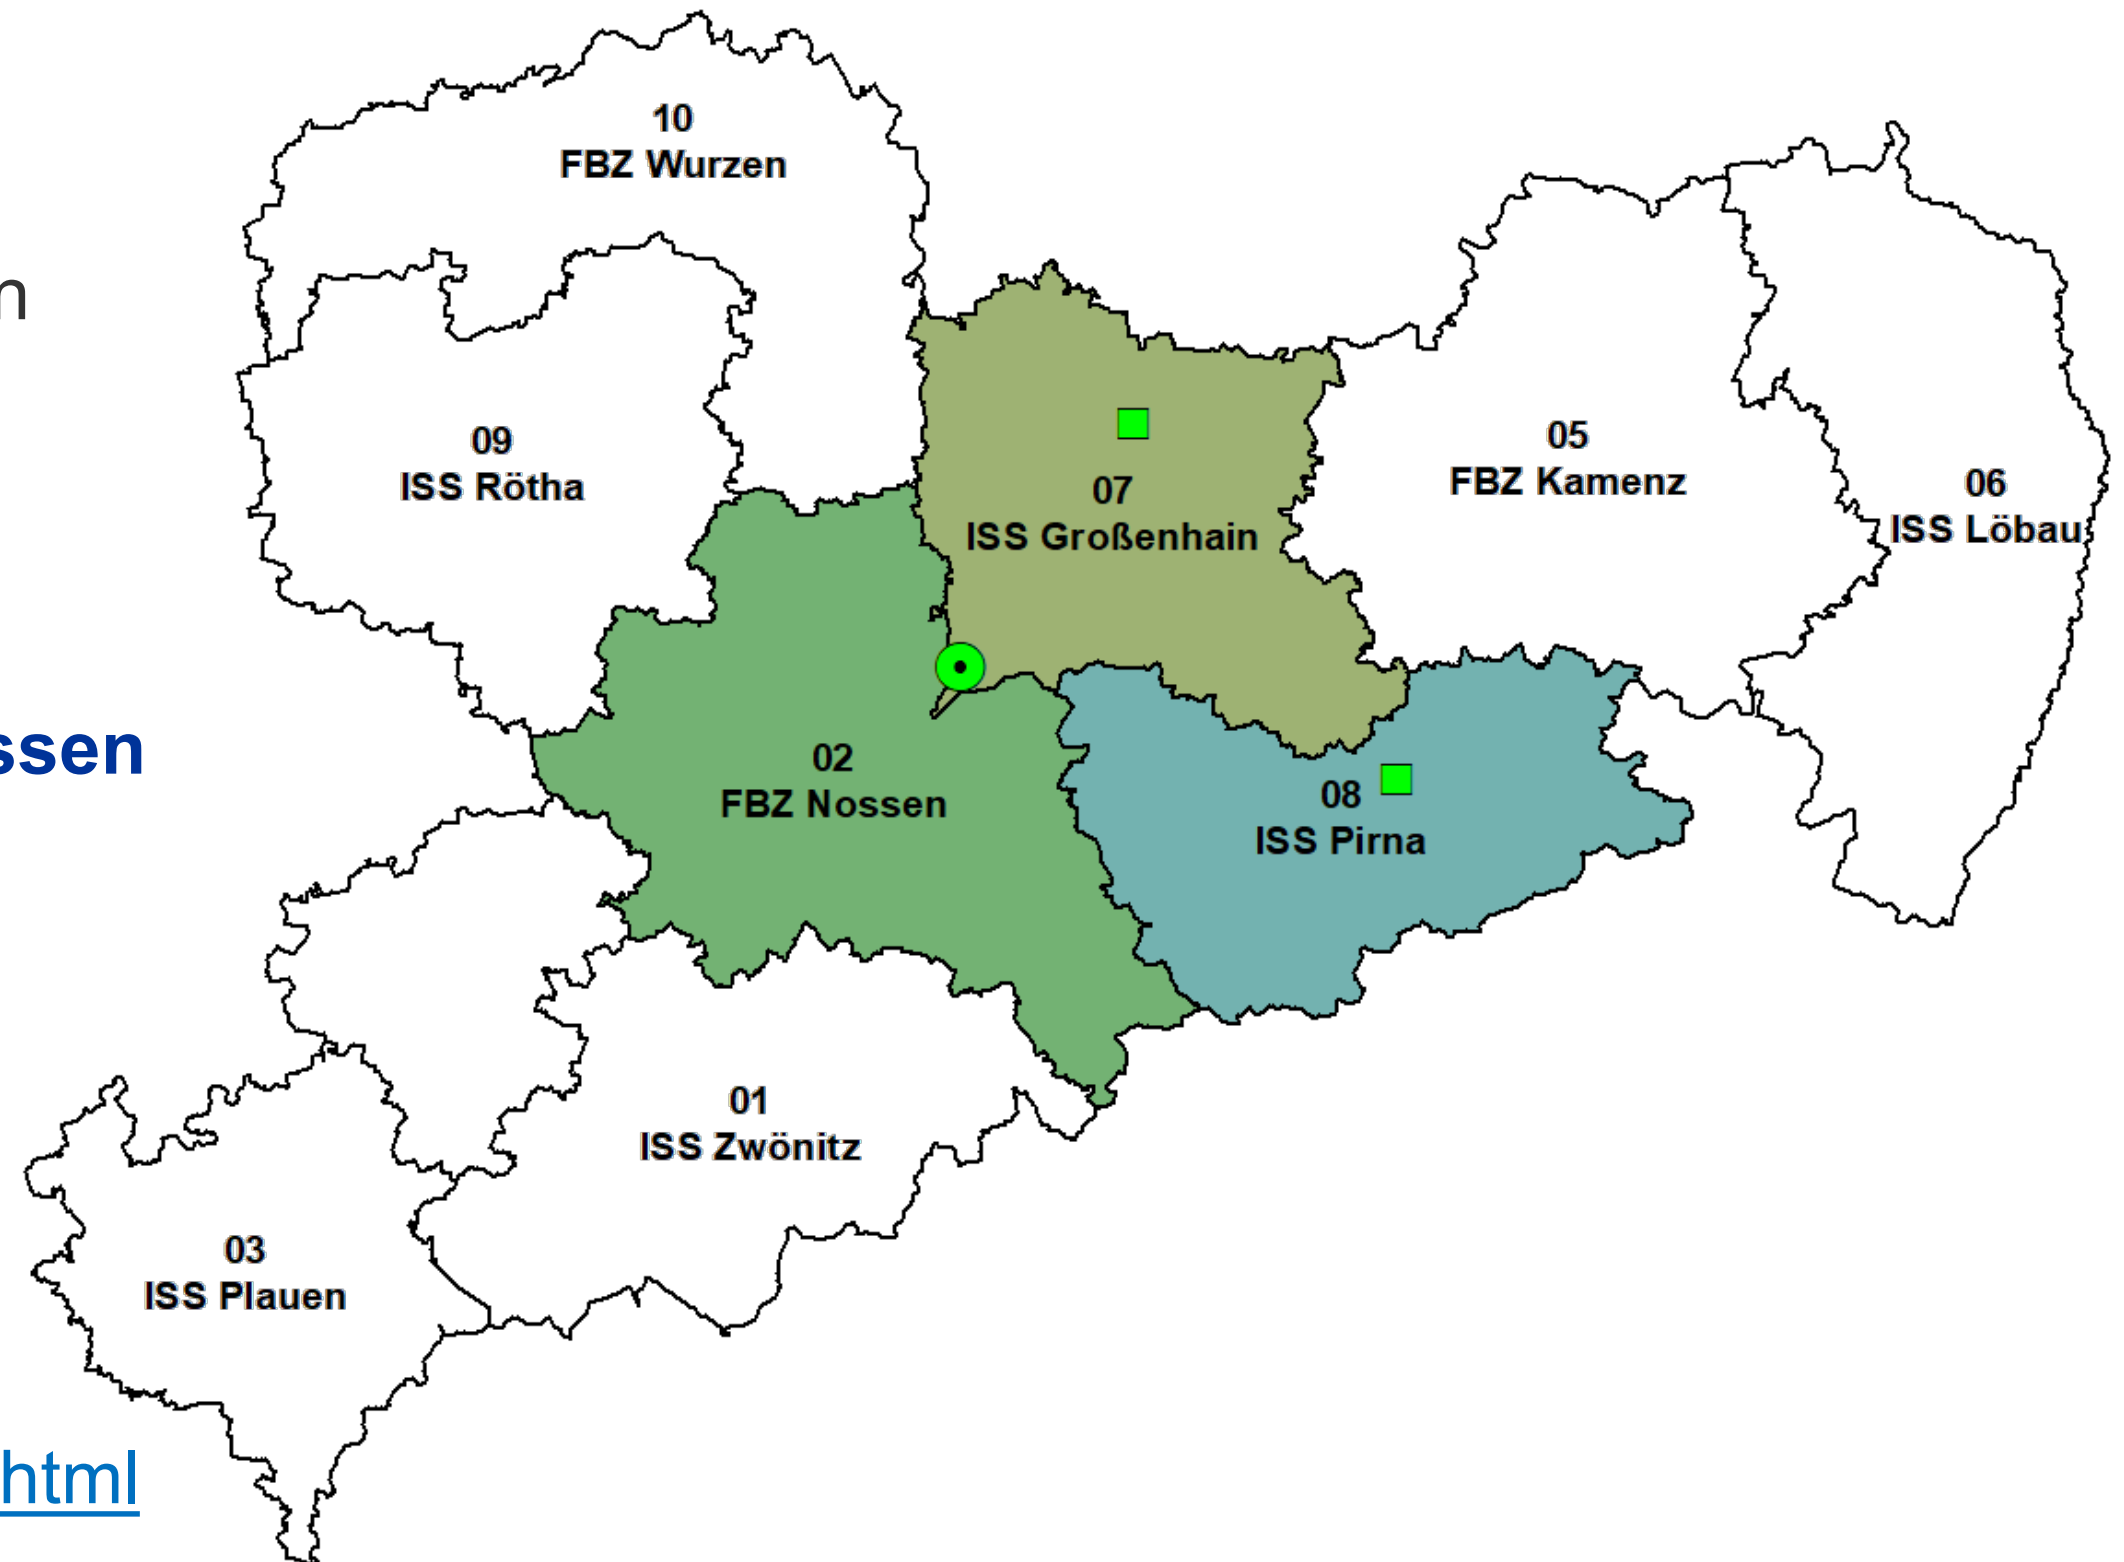 10
FBZ Wurzen
n
09
ISS Rötha
07
ISS Großenhain
05
FBZ Kamenz
06
ISS Löbau
ssen
02
FBZ Nossen
08
ISS Pirna
01
ISS Zwönitz
03
ISS Plauen
html